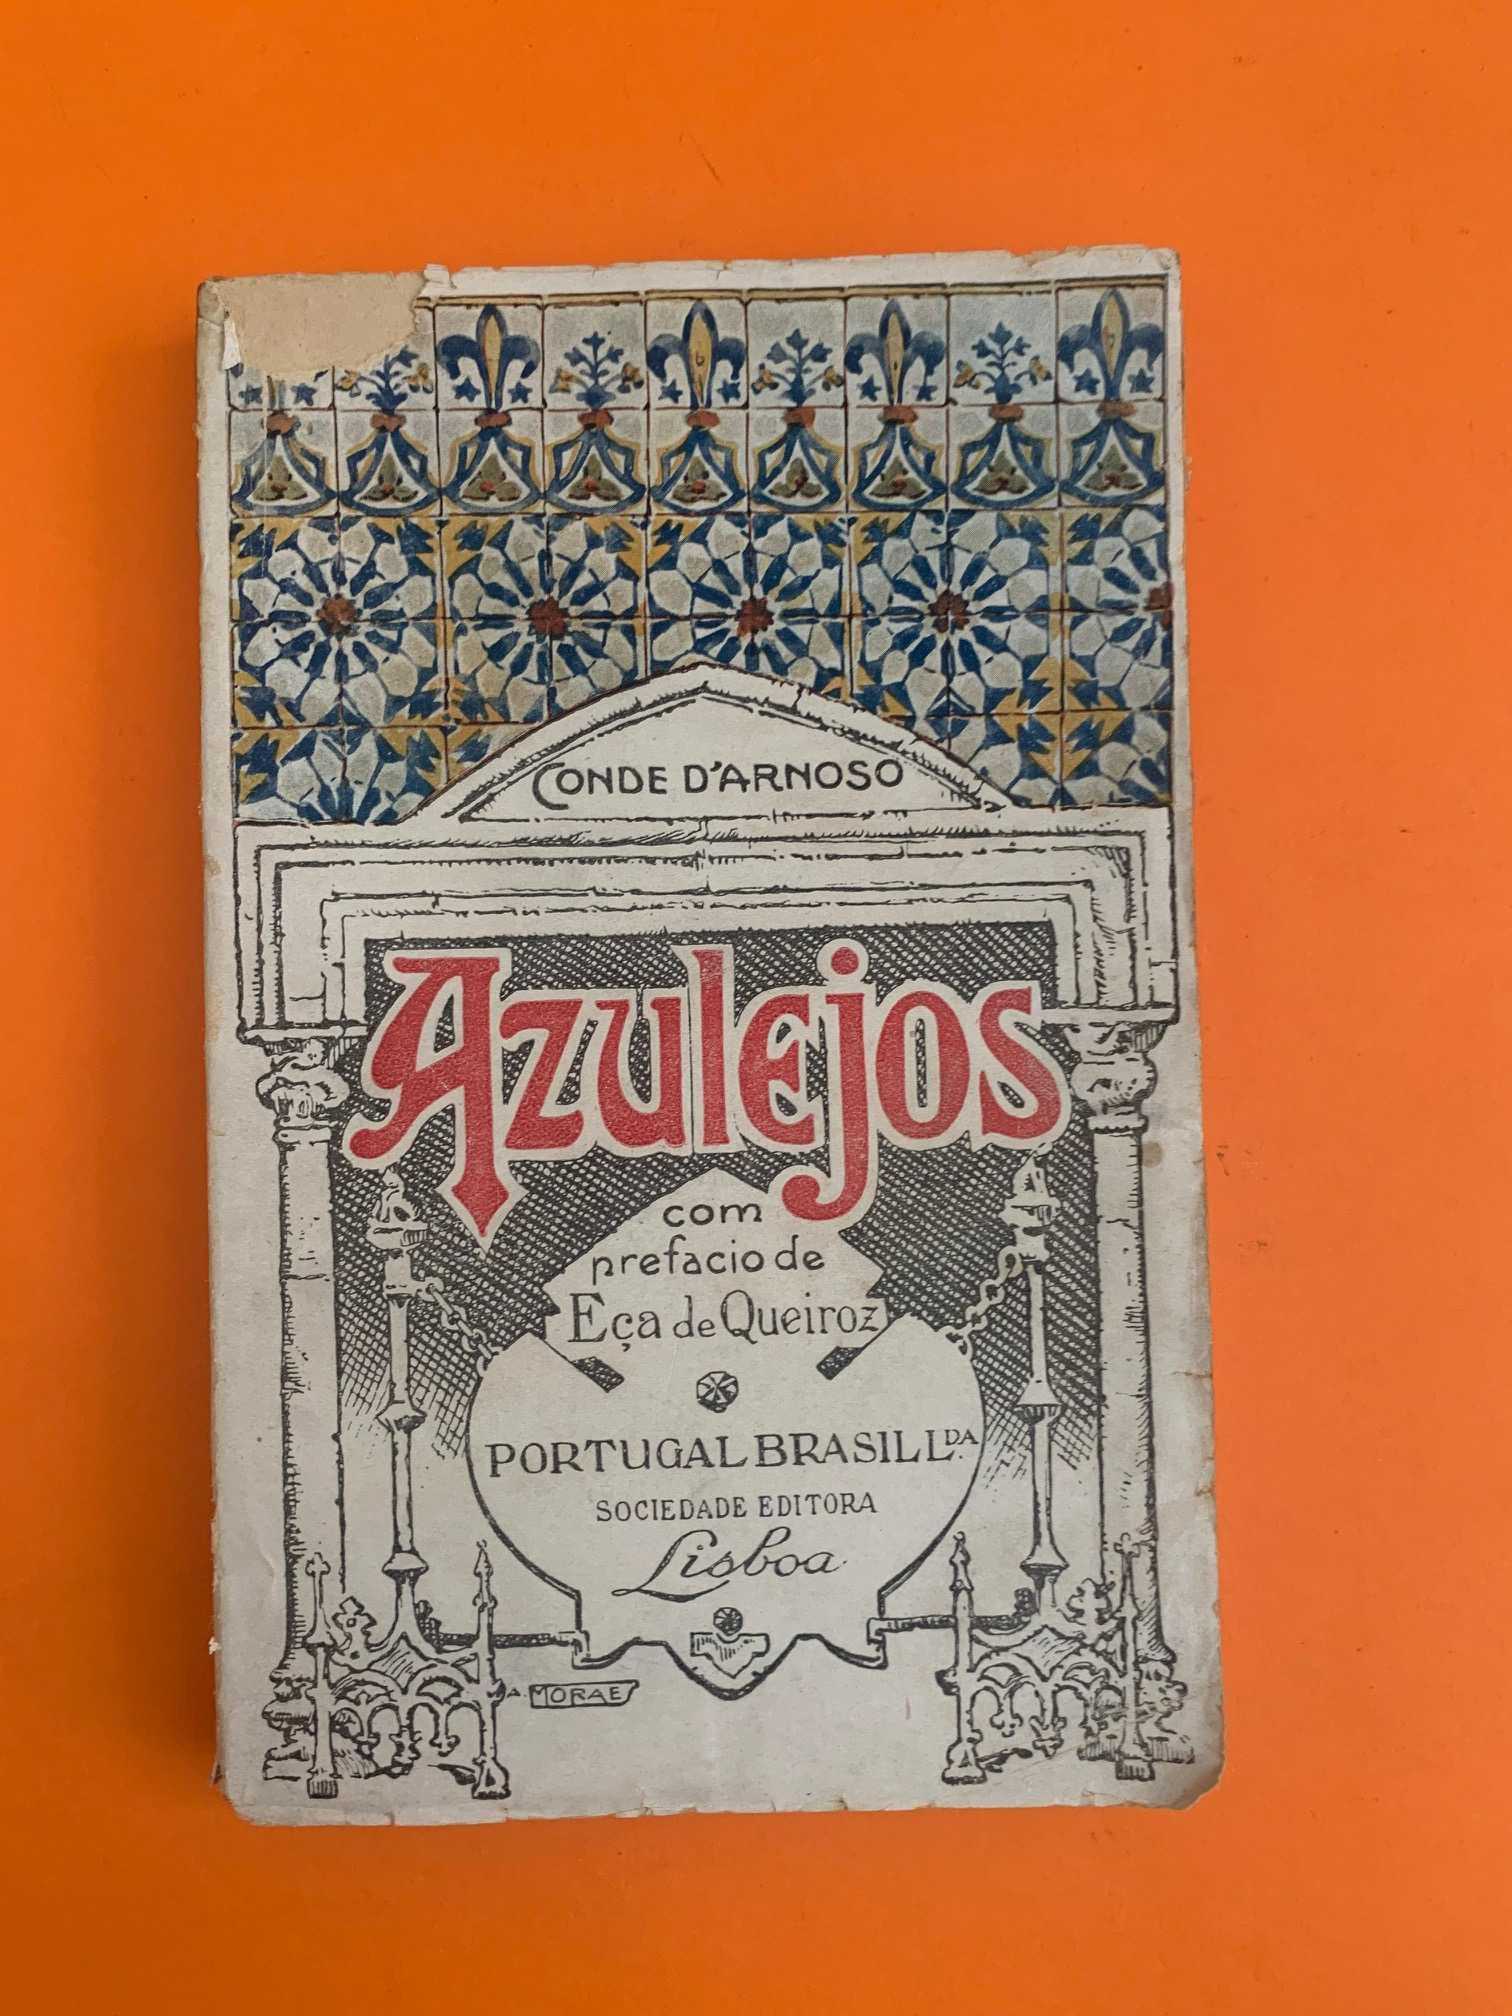 CONDE D'ARNOSO
AZULEJOS
com
prefacio de
Eça de Queiroz
PORTUGAL BRASIL LDA.
SOCIEDADE EDITORA
Lisboa
A. MORAES